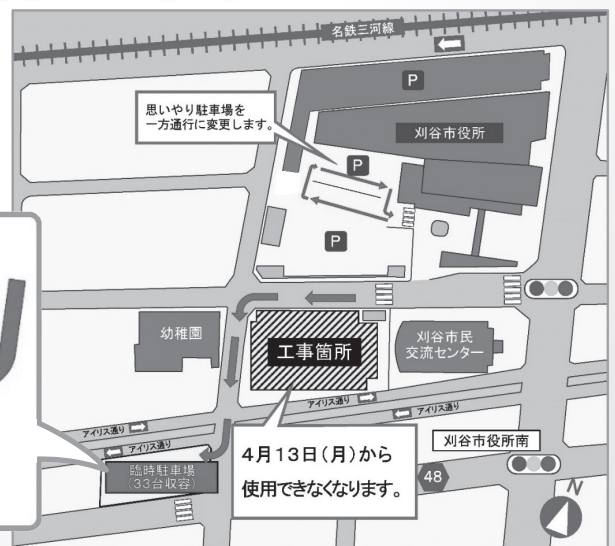 名鉄三河線
P
思いやり駐車場を
一方通行に変更します。
刈谷市役所
P
P
幼稚園
工事箇所
刈谷市民
交流センター
アイリス通り
アイリス通り
アイリス通り
アイリス通り
刈谷市役所南
4月13日(月)から
使用できなくなります。
臨時駐車場
(33台収容)
48
N